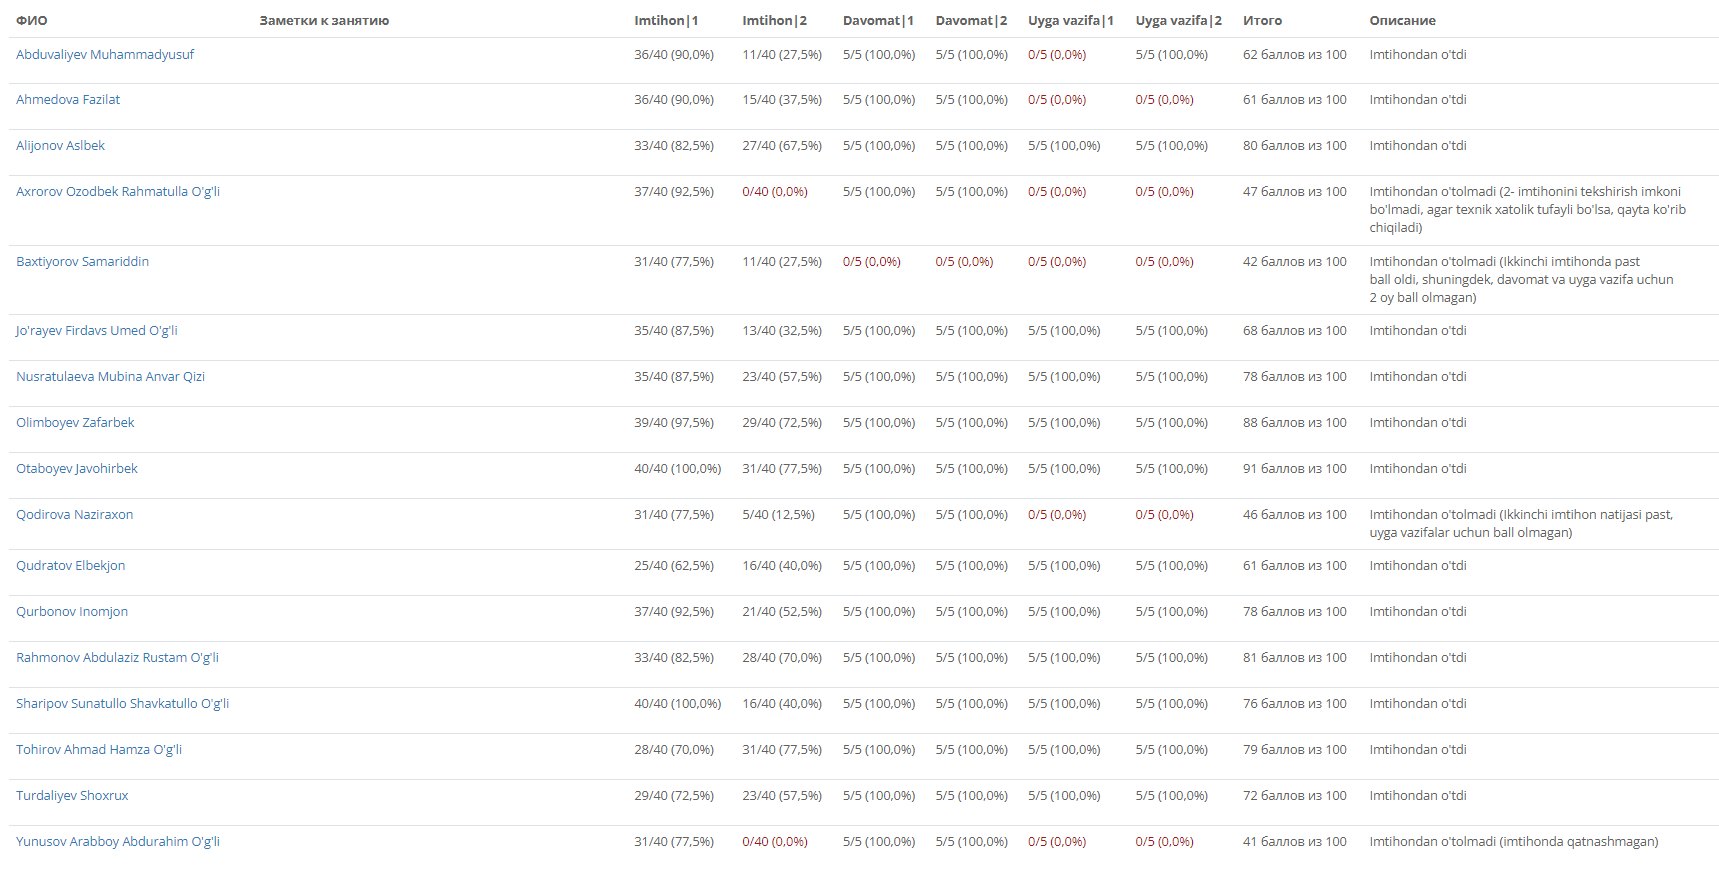 ФИО Заметки к занятию Imtihon|1 Imtihon|2 Davomat|1 Davomat|2 Uyga vazifa|1 Uyga vazifa|2 Итого Описание
Abduvaliyev Muhammadyusuf 36/40 (90,0%) 11/40 (27,5%) 5/5 (100,0%) 5/5 (100,0%) 0/5 (0,0%) 5/5 (100,0%) 62 баллов из 100 Imtihondan o'tdi
Ahmedova Fazilat 36/40 (90,0%) 15/40 (37,5%) 5/5 (100,0%) 5/5 (100,0%) 0/5 (0,0%) 0/5 (0,0%) 61 баллов из 100 Imtihondan o'tdi
Alijonov Aslbek 33/40 (82,5%) 27/40 (67,5%) 5/5 (100,0%) 5/5 (100,0%) 5/5 (100,0%) 5/5 (100,0%) 80 баллов из 100 Imtihondan o'tdi
Axrorov Ozodbek Rahmatulla O'g'li 37/40 (92,5%) 0/40 (0,0%) 5/5 (100,0%) 5/5 (100,0%) 0/5 (0,0%) 0/5 (0,0%) 47 баллов из 100 Imtihondan o'tolmadi (2- imtihonini tekshirish imkoni
bo'lmadi, agar texnik xatolik tufayli bo'lsa, qayta ko'rib
chiqiladi)
Baxtiyorov Samariddin 31/40 (77,5%) 11/40 (27,5%) 0/5 (0,0%) 0/5 (0,0%) 0/5 (0,0%) 0/5 (0,0%) 42 баллов из 100 Imtihondan o'tolmadi (Ikkinchi imtihonda past
ball oldi, shuningdek, davomat va uyga vazifa uchun
2 oy ball olmagan)
Jo'rayev Firdavs Umed O'g'li 35/40 (87,5%) 13/40 (32,5%) 5/5 (100,0%) 5/5 (100,0%) 5/5 (100,0%) 5/5 (100,0%) 68 баллов из 100 Imtihondan o'tdi
Nusratulaeva Mubina Anvar Qizi 35/40 (87,5%) 23/40 (57,5%) 5/5 (100,0%) 5/5 (100,0%) 5/5 (100,0%) 5/5 (100,0%) 78 баллов из 100 Imtihondan o'tdi
Olimboyev Zafarbek 39/40 (97,5%) 29/40 (72,5%) 5/5 (100,0%) 5/5 (100,0%) 5/5 (100,0%) 5/5 (100,0%) 88 баллов из 100 Imtihondan o'tdi
Otaboyev Javohirbek 40/40 (100,0%) 31/40 (77,5%) 5/5 (100,0%) 5/5 (100,0%) 5/5 (100,0%) 5/5 (100,0%) 91 баллов из 100 Imtihondan o'tdi
Qodirova Naziraxon 31/40 (77,5%) 5/40 (12,5%) 5/5 (100,0%) 5/5 (100,0%) 0/5 (0,0%) 0/5 (0,0%) 46 баллов из 100 Imtihondan o'tolmadi (Ikkinchi imtihon natijasi past,
uyga vazifalar uchun ball olmagan)
Qudratov Elbekjon 25/40 (62,5%) 16/40 (40,0%) 5/5 (100,0%) 5/5 (100,0%) 5/5 (100,0%) 5/5 (100,0%) 61 баллов из 100 Imtihondan o'tdi
Qurbonov Inomjon 37/40 (92,5%) 21/40 (52,5%) 5/5 (100,0%) 5/5 (100,0%) 5/5 (100,0%) 5/5 (100,0%) 78 баллов из 100 Imtihondan o'tdi
Rahmonov Abdulaziz Rustam O'g'li 33/40 (82,5%) 28/40 (70,0%) 5/5 (100,0%) 5/5 (100,0%) 5/5 (100,0%) 5/5 (100,0%) 81 баллов из 100 Imtihondan o'tdi
Sharipov Sunatullo Shavkatullo O'g'li 40/40 (100,0%) 16/40 (40,0%) 5/5 (100,0%) 5/5 (100,0%) 5/5 (100,0%) 5/5 (100,0%) 76 баллов из 100 Imtihondan o'tdi
Tohirov Ahmad Hamza O'g'li 28/40 (70,0%) 31/40 (77,5%) 5/5 (100,0%) 5/5 (100,0%) 5/5 (100,0%) 5/5 (100,0%) 79 баллов из 100 Imtihondan o'tdi
Turdaliyev Shoxrux 29/40 (72,5%) 23/40 (57,5%) 5/5 (100,0%) 5/5 (100,0%) 5/5 (100,0%) 5/5 (100,0%) 72 баллов из 100 Imtihondan o'tdi
Yunusov Arabboy Abdurahim O'g'li 31/40 (77,5%) 0/40 (0,0%) 5/5 (100,0%) 5/5 (100,0%) 0/5 (0,0%) 0/5 (0,0%) 41 баллов из 100 Imtihondan o'tolmadi (imtihonda qatnashmagan)